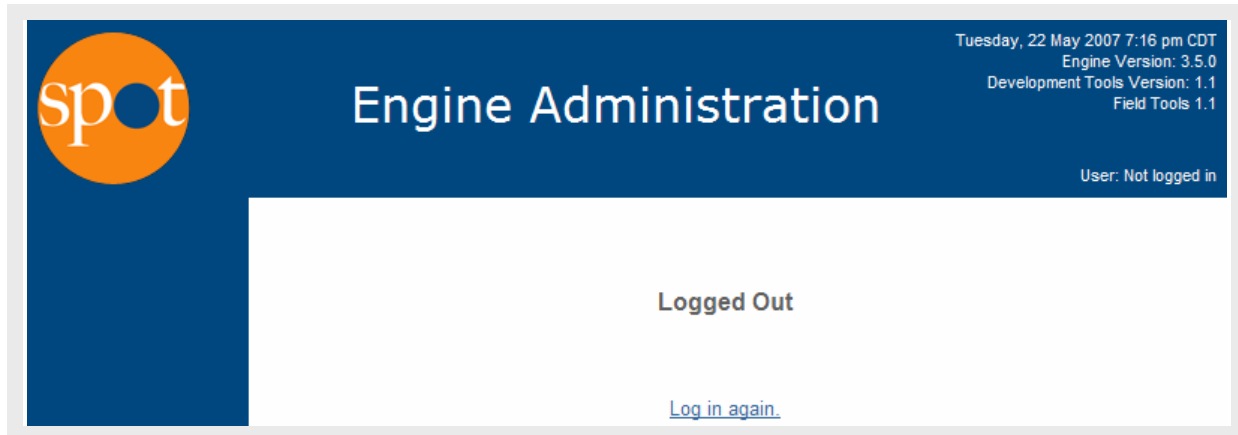 spot
Engine Administration
Tuesday, 22 May 2007 7:16 pm CDT
Engine Version: 3.5.0
Development Tools Version: 1.1
Field Tools 1.1
User: Not logged in
Logged Out
Log in again.